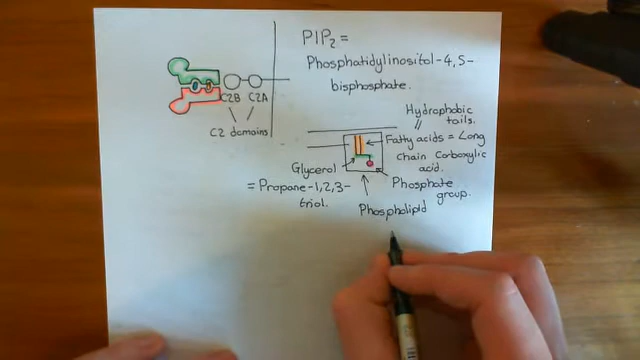 PIP2 =
Phosphatidylinositol-4,5-
bisphosphate.
C2B C2A
C2 domains
Hydrophobic
tails.
Fatty acids = Long
chain Carboxylic
acid.
Glycerol
= Propane-1,2,3-
triol.
Phosphate
group.
Phospholipid